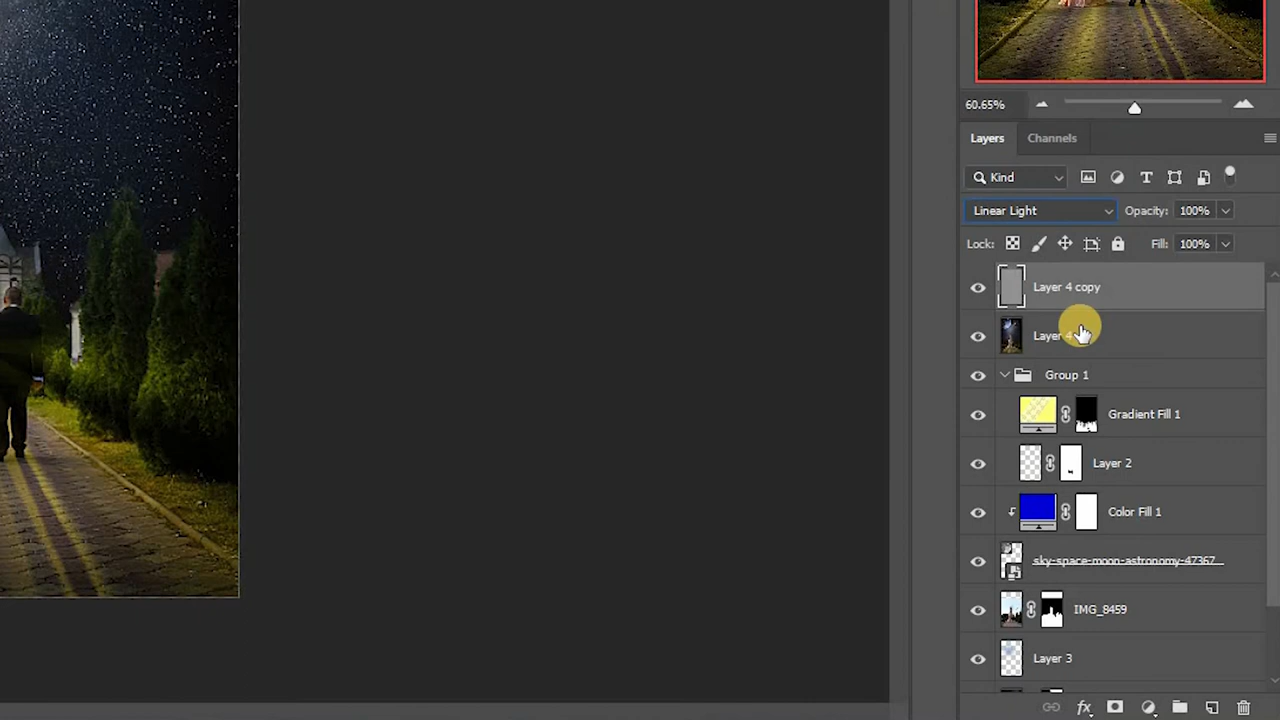 60.65%
Layers Channels
Kind
Linear Light Opacity: 100%
Lock: Fill: 100%
Layer 4 copy
Layer 4
Group 1
Gradient Fill 1
Layer 2
Color Fill 1
sky-space-moon-astronomy-47367
IMG_8459
Layer 3
fx